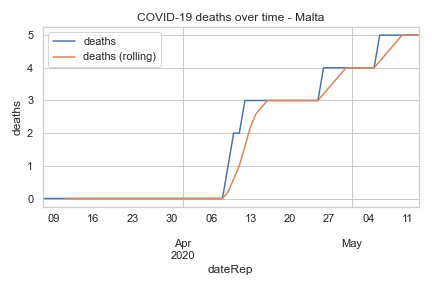 COVID-19 deaths over time - Malta
deaths
deaths (rolling)
deaths
5
4
3
2
1
0
09 16 23 30 06 13 20 27 04 11
Apr May
2020
dateRep